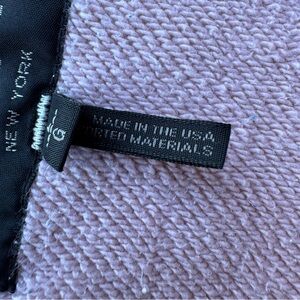 NEW YORK
G
MADE IN THE USA
MATERIALS